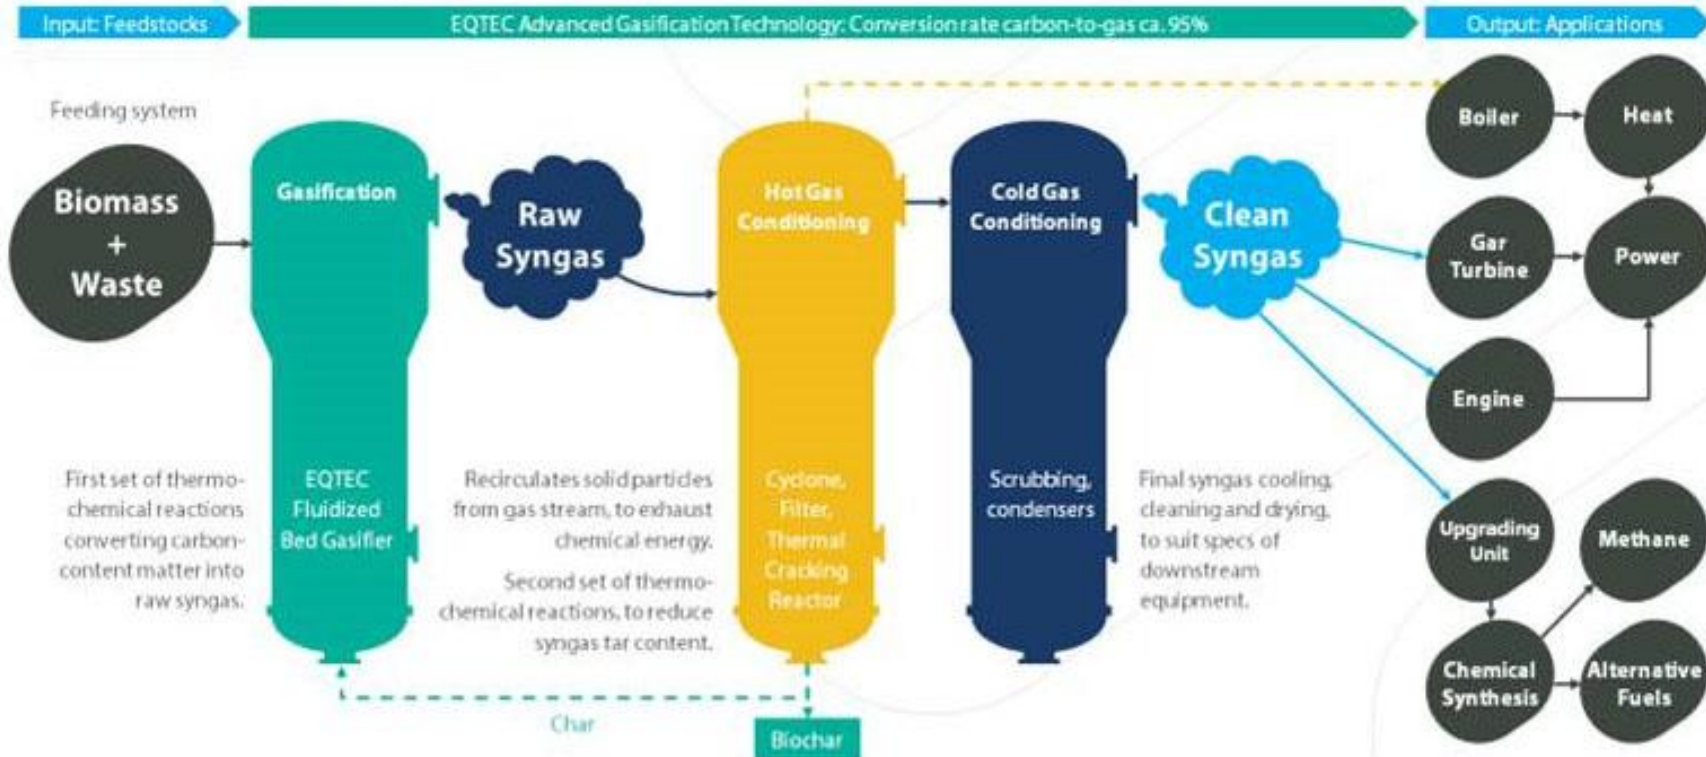 Input: Feedstocks
EQTEC Advanced Gasification Technology: Conversion rate carbon-to-gas ca. 95%
Output: Applications
Feeding system
Biomass
+
Waste
Gasification
Raw
Syngas
Hot Gas
Conditioning
Cold Gas
Conditioning
Clean
Syngas
Boiler
Heat
Gar
Turbine
Power
Engine
First set of thermo-
chemical reactions
converting carbon-
content matter into
raw syngas.
EQTEC
Fluidized
Bed Gasifier
Recirculates solid particles
from gas stream, to exhaust
chemical energy.
Second set of thermo-
chemical reactions, to reduce
syngas tar content.
Cyclone,
Filter,
Thermal
Cracking
Reactor
Scrubbing,
condensers
Final syngas cooling,
cleaning and drying,
to suit specs of
downstream
equipment.
Upgrading
Unit
Methane
Chemical
Synthesis
Alternative
Fuels
Char
Biochar